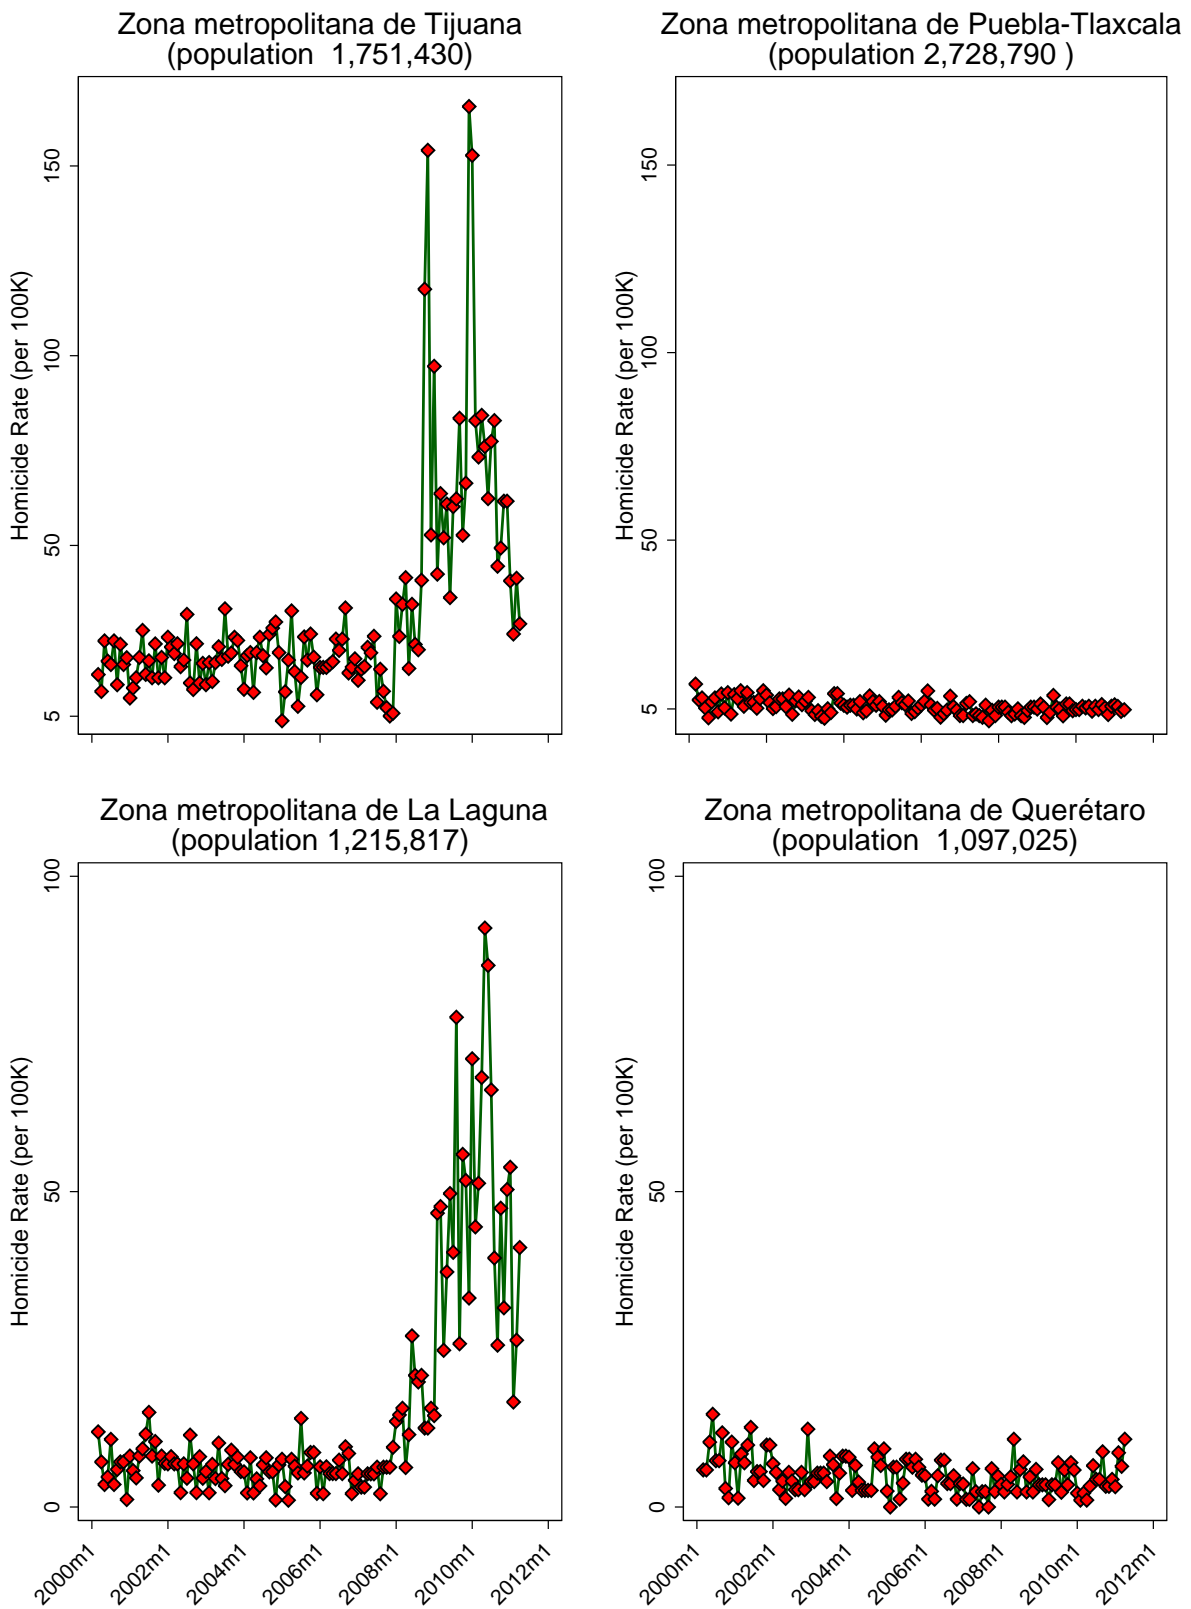 Zona metropolitana de Tijuana
(population  1,751,430)
Homicide Rate (per 100K)
150
100
50
5
Zona metropolitana de Puebla-Tlaxcala
(population 2,728,790 )
Homicide Rate (per 100K)
150
100
50
5
Zona metropolitana de La Laguna
(population 1,215,817)
Homicide Rate (per 100K)
100
50
0
2000m1
2002m1
2004m1
2006m1
2008m1
2010m1
2012m1
Zona metropolitana de Querétaro
(population  1,097,025)
Homicide Rate (per 100K)
100
50
0
2000m1
2002m1
2004m1
2006m1
2008m1
2010m1
2012m1